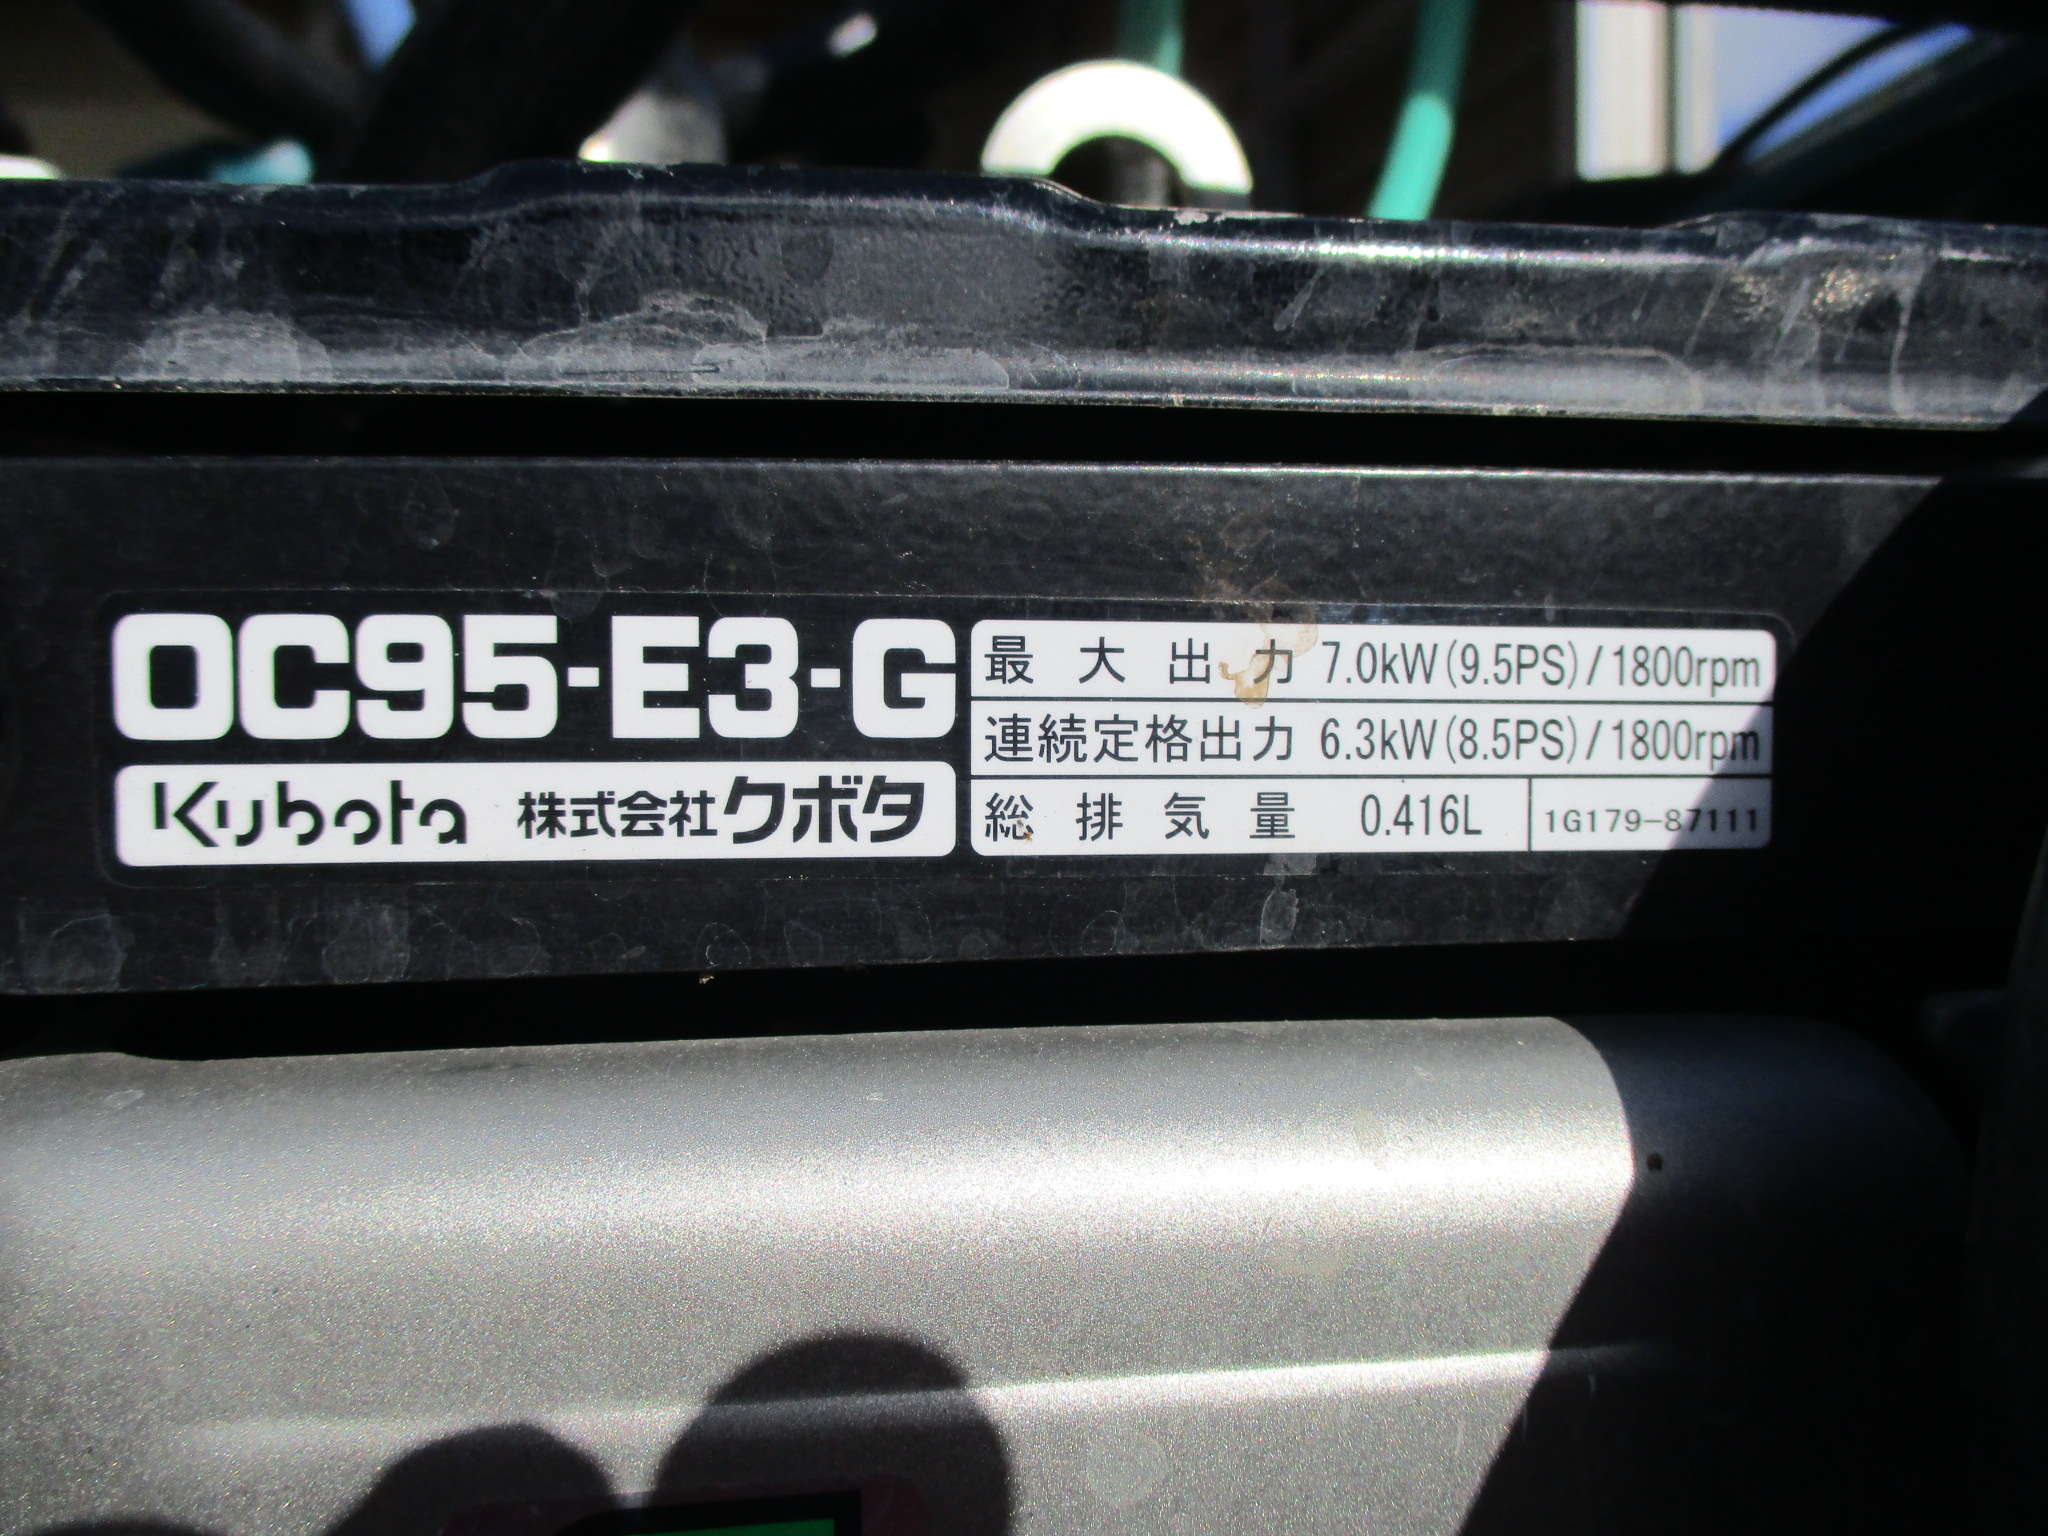 OC95-E3-G
Kubota 株式会社クボタ
最大出力 7.0kW(9.5PS)/1800rpm
連続定格出力 6.3kW(8.5PS)/1800rpm
総排気量 0.416L 1G179-87111